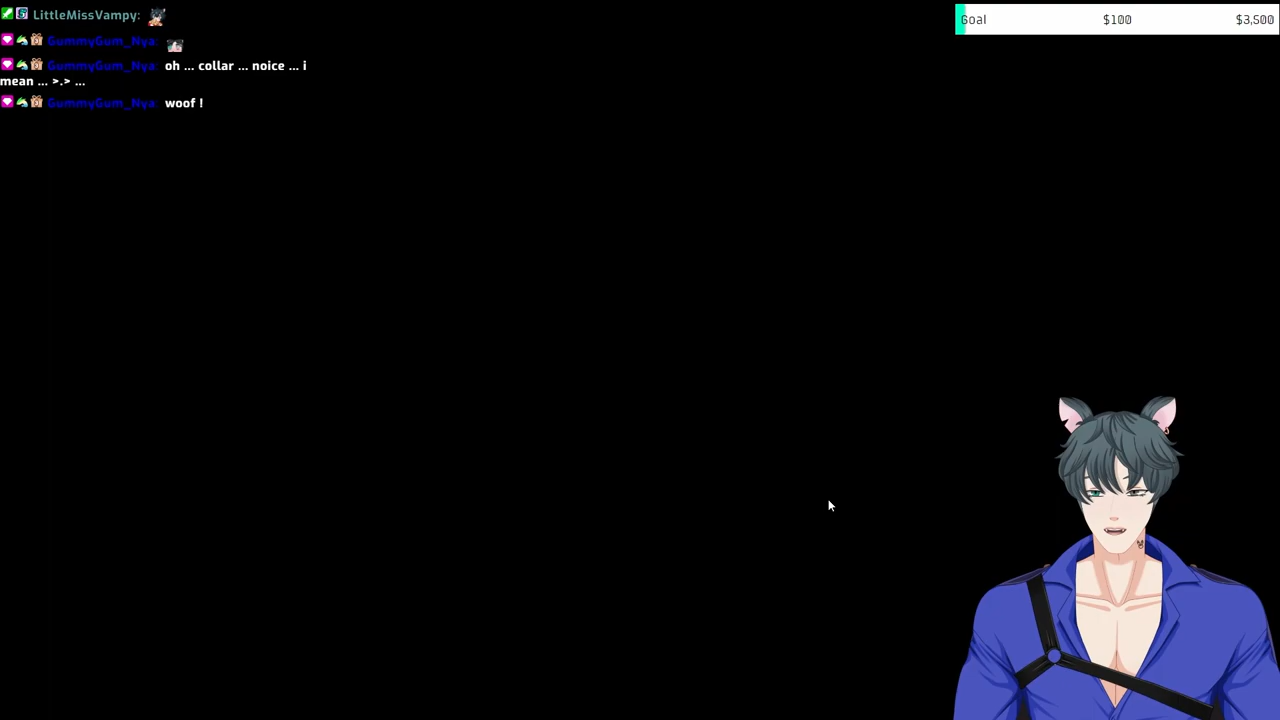 LittleMissVampy:
GummyGum_Nya:
GummyGum_Nya: oh ... collar ... noice ... i
mean ... >.> ...
GummyGum_Nya: woof !
Goal $100 $3,500